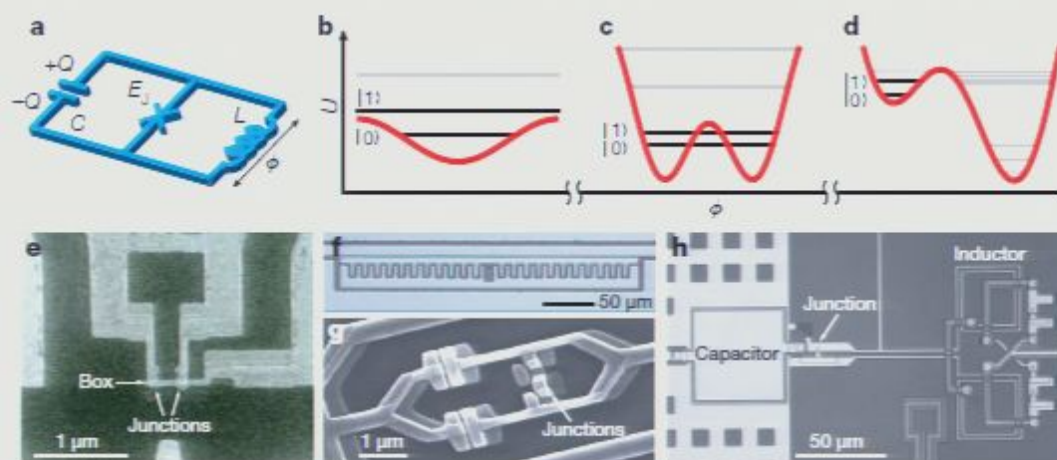 a
+Q
–Q
C
E_J
L
Φ
b
U
|1⟩
|0⟩
c
|1⟩
|0⟩
Φ
d
|1⟩
|0⟩
e
Box
Junctions
1 μm
f
50 μm
g
Junctions
1 μm
h
Inductor
Junction
Capacitor
50 μm